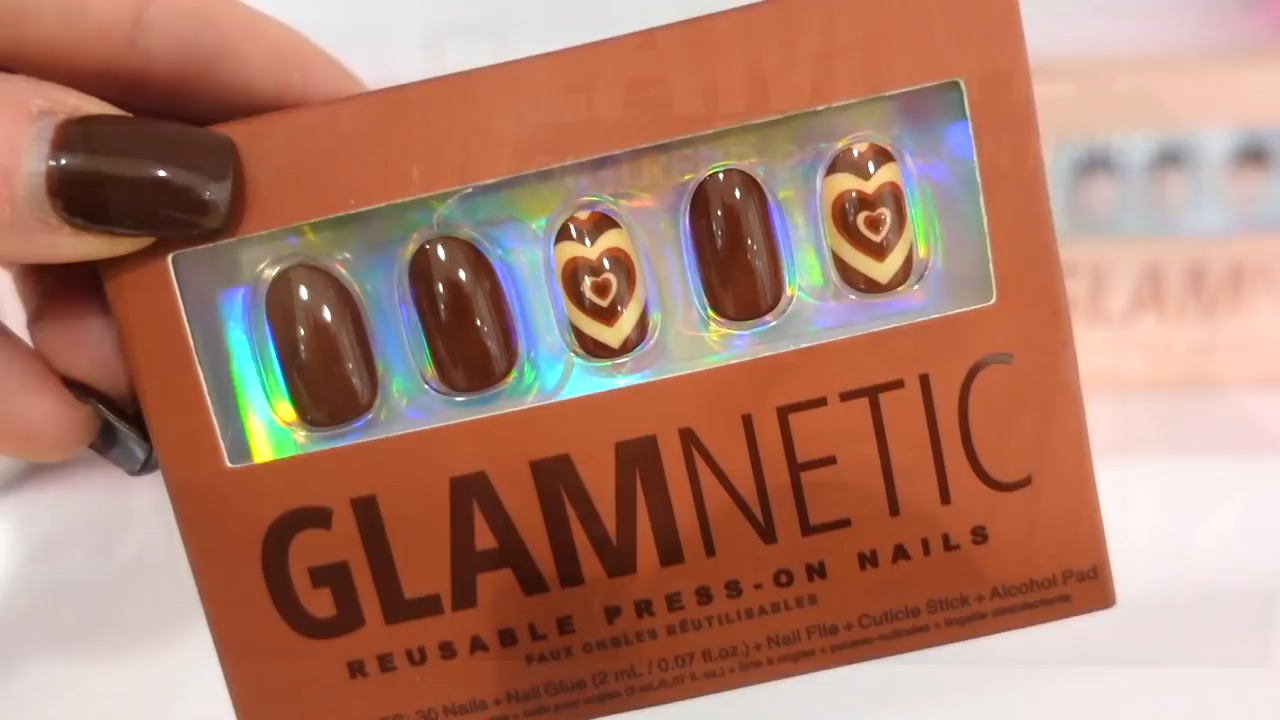 GLAMNETIC
REUSABLE PRESS-ON NAILS
FAUX ONGLES RÉUTILISABLES
30 Nails + Nail Glue (2 mL / 0.07 fl.oz.) + Nail File + Cuticle Stick + Alcohol Pad
GLAM